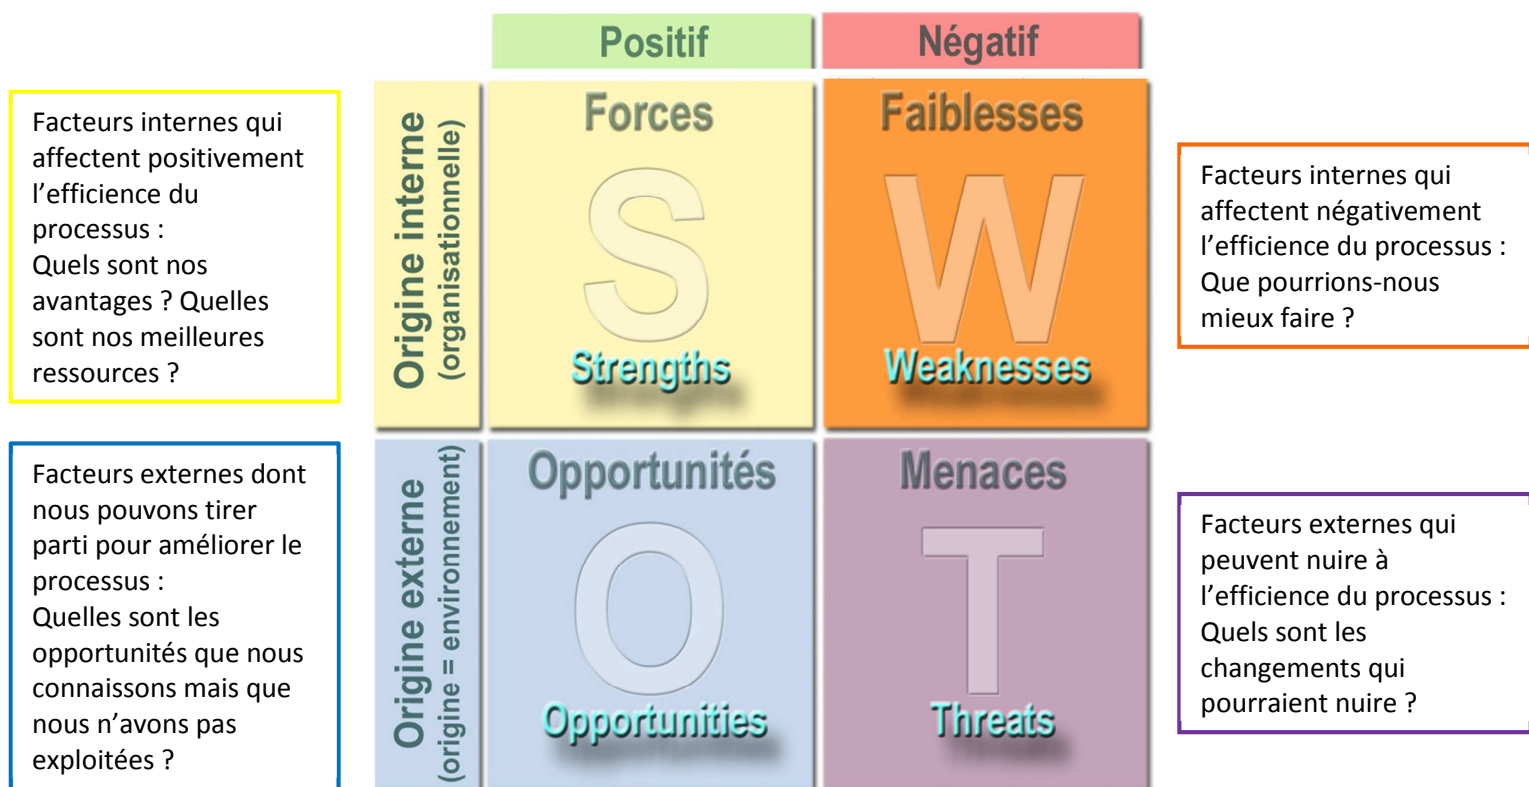 Positif
Négatif
Facteurs internes qui
affectent positivement
l’efficience du
processus :
Quels sont nos
avantages ? Quelles
sont nos meilleures
ressources ?
Origine interne
(organisationnelle)
Forces
S
Strengths
Faiblesses
W
Weaknesses
Facteurs internes qui
affectent négativement
l’efficience du processus :
Que pourrions-nous
mieux faire ?
Facteurs externes dont
nous pouvons tirer
parti pour améliorer le
processus :
Quelles sont les
opportunités que nous
connaissons mais que
nous n’avons pas
exploitées ?
Origine externe
(origine = environnement)
Opportunités
O
Opportunities
Menaces
T
Threats
Facteurs externes qui
peuvent nuire à
l’efficience du processus :
Quels sont les
changements qui
pourraient nuire ?